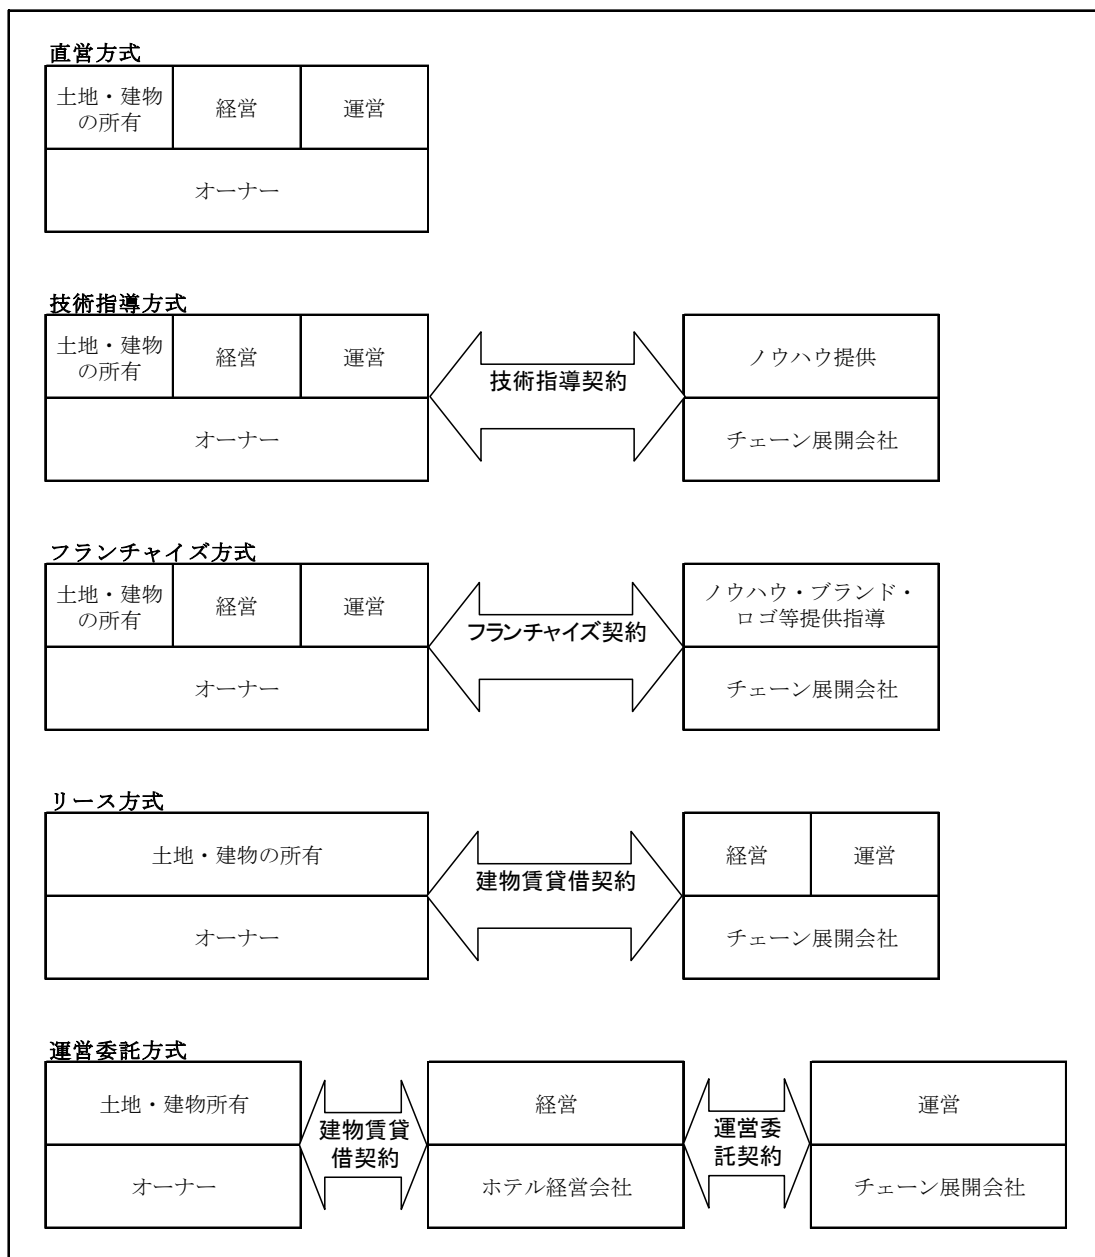 直営方式
土地・建物
の所有
経営
運営
オーナー
技術指導方式
土地・建物
の所有
経営
運営
オーナー
技術指導契約
ノウハウ提供
チェーン展開会社
フランチャイズ方式
土地・建物
の所有
経営
運営
オーナー
フランチャイズ契約
ノウハウ・ブランド・
ロゴ等提供指導
チェーン展開会社
リース方式
土地・建物の所有
オーナー
建物賃貸借契約
経営
運営
チェーン展開会社
運営委託方式
土地・建物所有
オーナー
建物賃貸
借契約
経営
ホテル経営会社
運営委
託契約
運営
チェーン展開会社